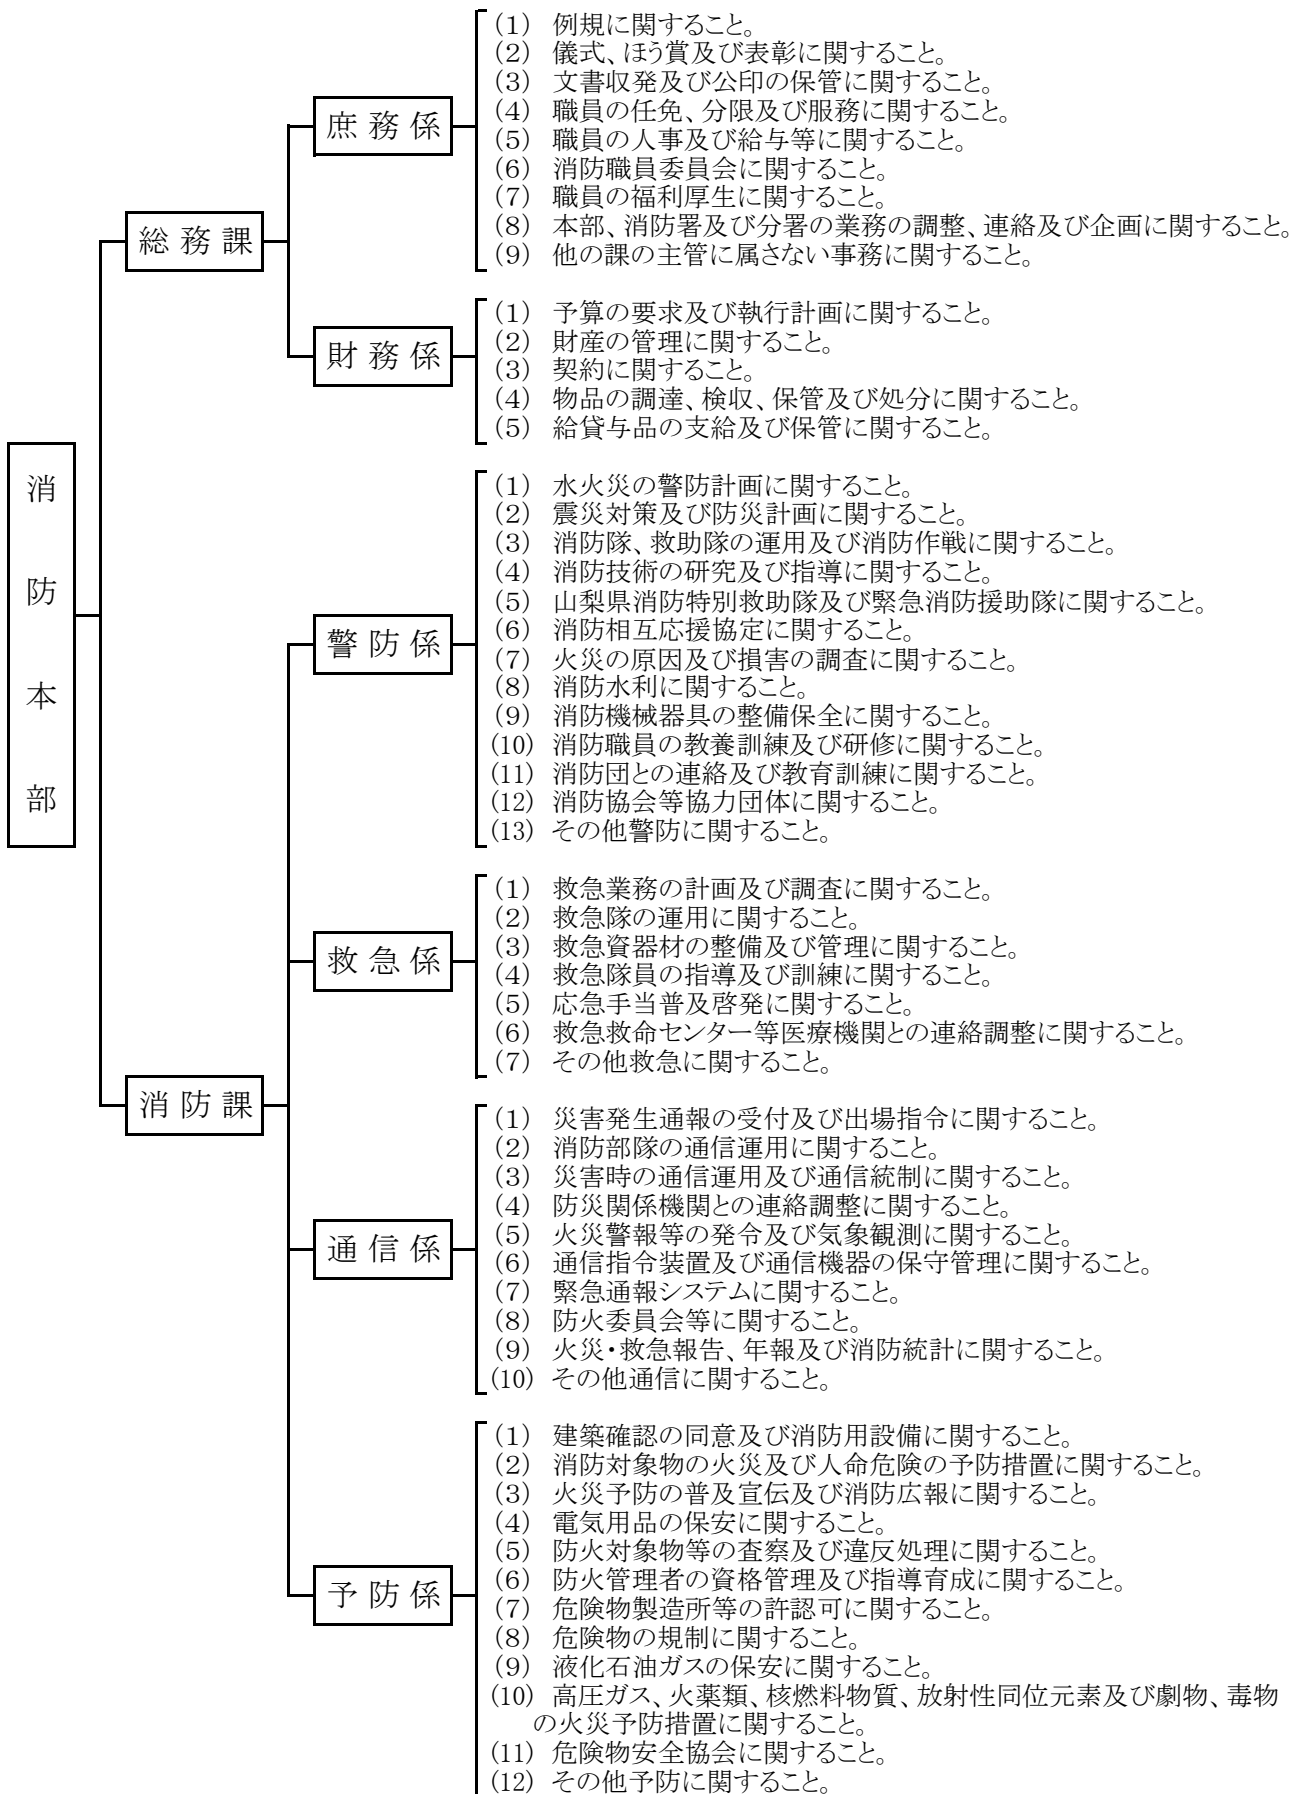 消防本部
総務課
庶務係
(1) 例規に関すること。
(2) 儀式、ほう賞及び表彰に関すること。
(3) 文書収発及び公印の保管に関すること。
(4) 職員の任免、分限及び服務に関すること。
(5) 職員の人事及び給与等に関すること。
(6) 消防職員委員会に関すること。
(7) 職員の福利厚生に関すること。
(8) 本部、消防署及び分署の業務の調整、連絡及び企画に関すること。
(9) 他の課の主管に属さない事務に関すること。
財務係
(1) 予算の要求及び執行計画に関すること。
(2) 財産の管理に関すること。
(3) 契約に関すること。
(4) 物品の調達、検収、保管及び処分に関すること。
(5) 給貸与品の支給及び保管に関すること。
消防課
警防係
(1) 水火災の警防計画に関すること。
(2) 震災対策及び防災計画に関すること。
(3) 消防隊、救助隊の運用及び消防作戦に関すること。
(4) 消防技術の研究及び指導に関すること。
(5) 山梨県消防特別救助隊及び緊急消防援助隊に関すること。
(6) 消防相互応援協定に関すること。
(7) 火災の原因及び損害の調査に関すること。
(8) 消防水利に関すること。
(9) 消防機械器具の整備保全に関すること。
(10) 消防職員の教養訓練及び研修に関すること。
(11) 消防団との連絡及び教育訓練に関すること。
(12) 消防協会等協力団体に関すること。
(13) その他警防に関すること。
救急係
(1) 救急業務の計画及び調査に関すること。
(2) 救急隊の運用に関すること。
(3) 救急資器材の整備及び管理に関すること。
(4) 救急隊員の指導及び訓練に関すること。
(5) 応急手当普及啓発に関すること。
(6) 救急救命センター等医療機関との連絡調整に関すること。
(7) その他救急に関すること。
通信係
(1) 災害発生通報の受付及び出場指令に関すること。
(2) 消防部隊の通信運用に関すること。
(3) 災害時の通信運用及び通信統制に関すること。
(4) 防災関係機関との連絡調整に関すること。
(5) 火災警報等の発令及び気象観測に関すること。
(6) 通信指令装置及び通信機器の保守管理に関すること。
(7) 緊急通報システムに関すること。
(8) 防火委員会等に関すること。
(9) 火災・救急報告、年報及び消防統計に関すること。
(10) その他通信に関すること。
予防係
(1) 建築確認の同意及び消防用設備に関すること。
(2) 消防対象物の火災及び人命危険の予防措置に関すること。
(3) 火災予防の普及宣伝及び消防広報に関すること。
(4) 電気用品の保安に関すること。
(5) 防火対象物等の査察及び違反処理に関すること。
(6) 防火管理者の資格管理及び指導育成に関すること。
(7) 危険物製造所等の許認可に関すること。
(8) 危険物の規制に関すること。
(9) 液化石油ガスの保安に関すること。
(10) 高圧ガス、火薬類、核燃料物質、放射性同位元素及び劇物、毒物
の火災予防措置に関すること。
(11) 危険物安全協会に関すること。
(12) その他予防に関すること。